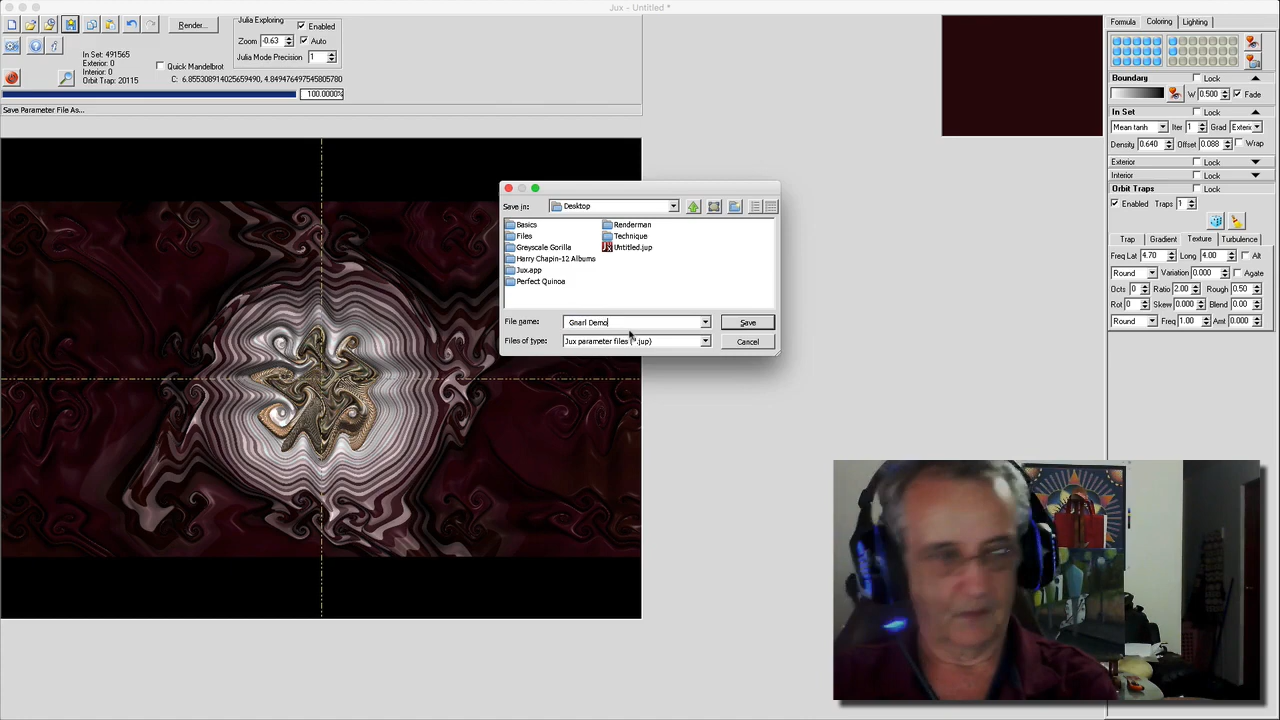 Jux - Untitled *
Render...
In Set: 491565
Exterior: 0
Interior: 0
Orbit Trap: 20115
Quick Mandelbrot
Julia Exploring
Enabled
Zoom -0.63
Auto
Julia Mode Precision 1
C: 6.855308914025659490, 4.849476497545805780
100.0000%
Save Parameter File As...
Save in: Desktop
Basics
Files
Greyscale Gorilla
Harry Chapin-12 Albums
Jux.app
Perfect Quinoa
Renderman
Technique
Untitled.jup
File name: Gnarl Demo
Save
Files of type: Jux parameter files (*.jup)
Cancel
Formula Coloring Lighting
Boundary Lock
W 0.500 Fade
In Set Lock
Mean tanh Iter 1 Grad Exteri
Density 0.640 Offset 0.088 Wrap
Exterior Lock
Interior Lock
Orbit Traps Lock
Enabled Traps 1
Trap Gradient Texture Turbulence
Freq Lat 4.70 Long 4.00 Alt
Round Variation 0.000 Agate
Octs 0 Ratio 2.00 Rough 0.50
Rot 0 Skew 0.000 Blend 0.00
Round Freq 1.00 Amt 0.000